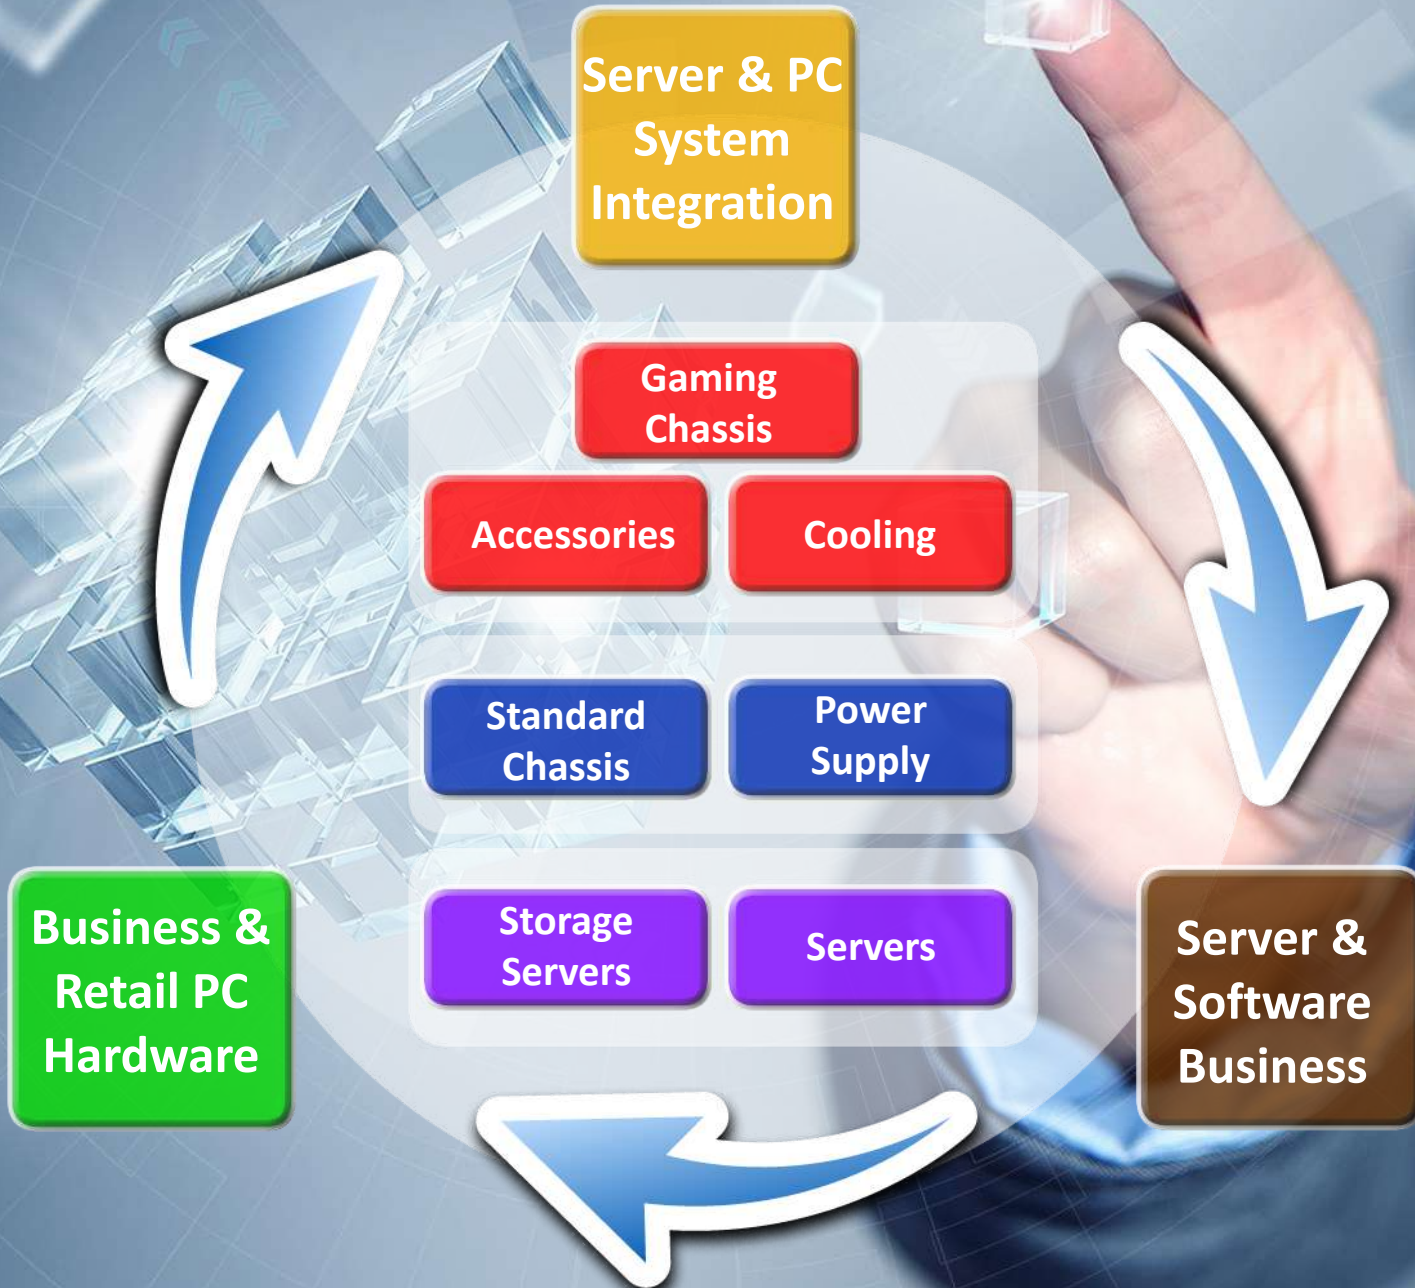 Server & PC
System
Integration
Gaming
Chassis
Accessories
Cooling
Standard
Chassis
Power
Supply
Storage
Servers
Servers
Business &
Retail PC
Hardware
Server &
Software
Business